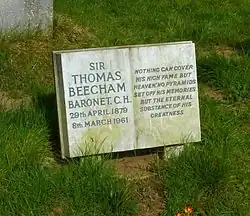 SIR
THOMAS
BEECHAM
BARONET. C.H.
29th APRIL 1879
8th MARCH 1961
NOTHING CAN COVER
HIS HIGH FAME BUT
HEAVEN: NO PYRAMIDS
SET OFF HIS MEMORIES
BUT THE ETERNAL
SUBSTANCE OF HIS
GREATNESS